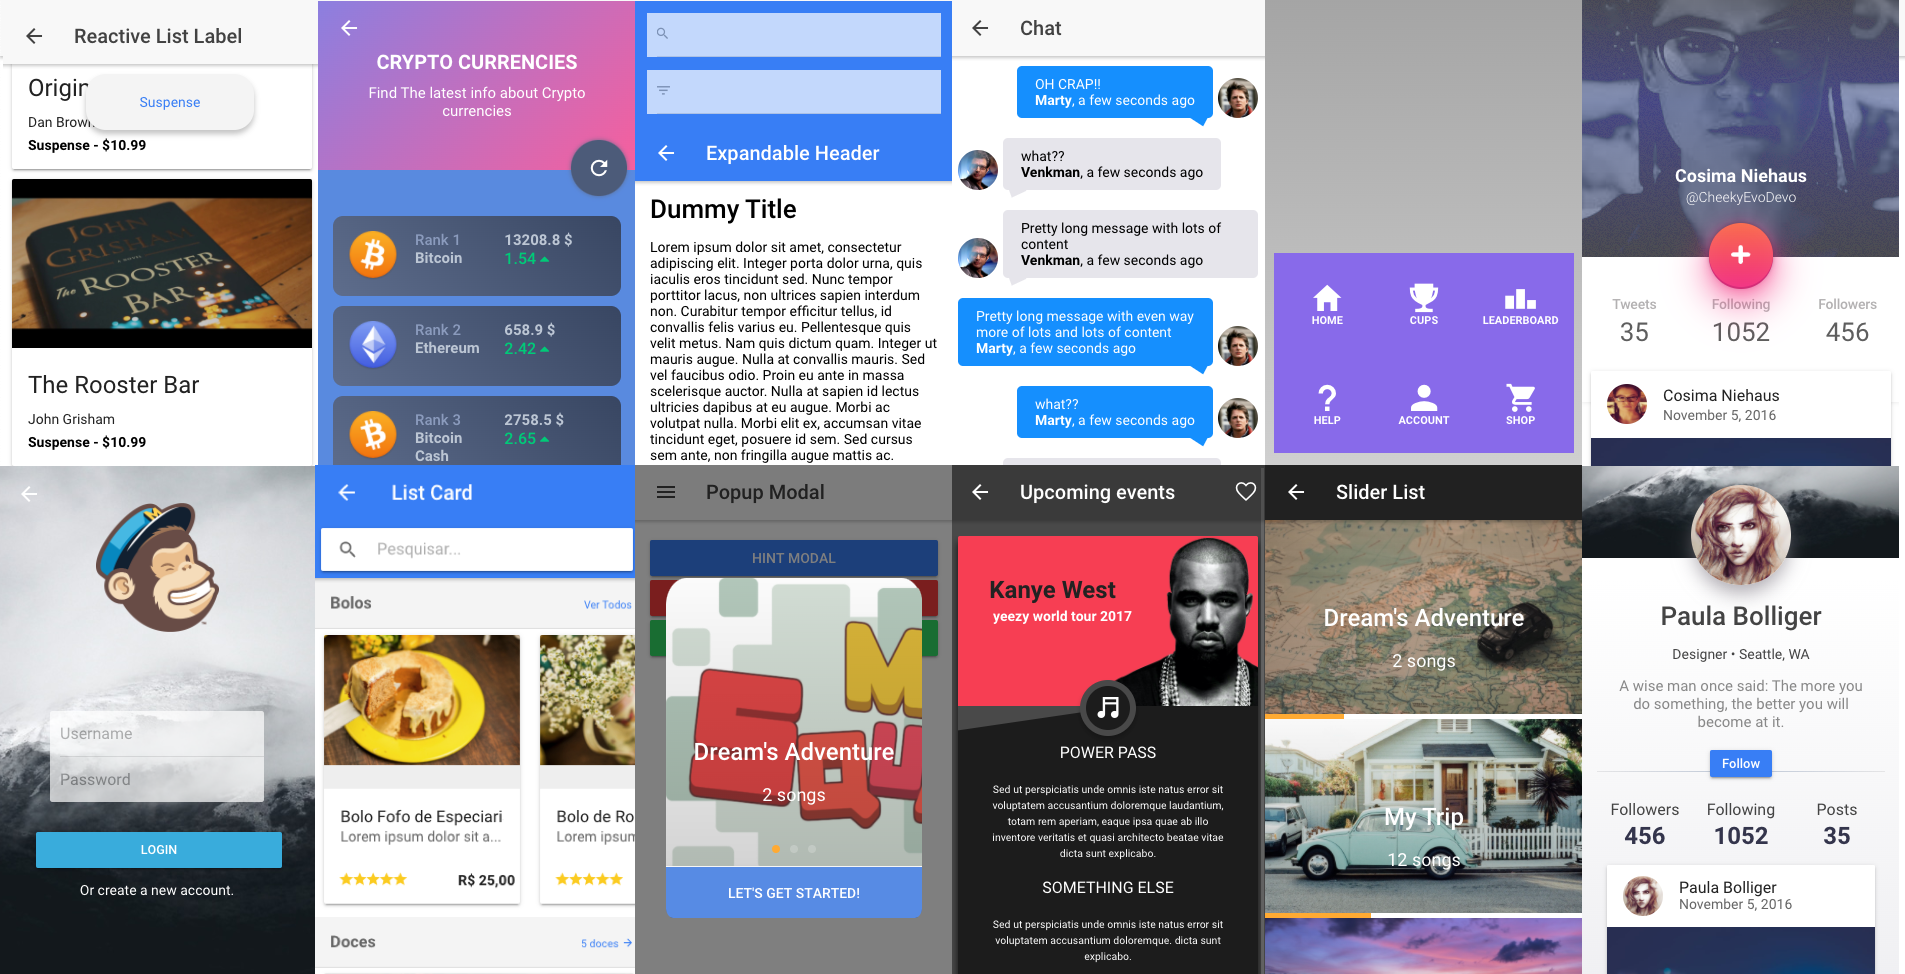 Reactive List Label
Origin
Suspense
Dan Brown
Suspense - $10.99
JOHN
GRISHAM
The ROOSTER
BAR
The Rooster Bar
John Grisham
Suspense - $10.99
CRYPTO CURRENCIES
Find The latest info about Crypto
currencies
Rank 1
Bitcoin
13208.8 $
1.54
Rank 2
Ethereum
658.9 $
2.42
Rank 3
Bitcoin
Cash
2758.5 $
2.65
Expandable Header
Dummy Title
Lorem ipsum dolor sit amet, consectetur
adipiscing elit. Integer porta dolor urna, quis
iaculis eros tincidunt sed. Nunc tempor
porttitor lacus, non ultrices sapien interdum
non. Curabitur tempor efficitur tellus, id
convallis felis varius eu. Pellentesque quis
velit metus. Nam quis dictum quam. Integer ut
mauris augue. Nulla at convallis mauris. Sed
vel faucibus odio. Proin eu ante in massa
scelerisque auctor. Nulla at sapien id lectus
ultricies dapibus at eu augue. Morbi ac
volutpat nulla. Morbi elit ex, accumsan vitae
tincidunt eget, posuere id sem. Sed cursus
sem ante, non fringilla augue mattis ac.
Chat
OH CRAP!!
Marty, a few seconds ago
what??
Venkman, a few seconds ago
Pretty long message with lots of
content
Venkman, a few seconds ago
Pretty long message with even way
more of lots and lots of content
Marty, a few seconds ago
what??
Marty, a few seconds ago
HOME
CUPS
LEADERBOARD
HELP
ACCOUNT
SHOP
Cosima Niehaus
@CheekyEvoDevo
Tweets
35
Following
1052
Followers
456
Cosima Niehaus
November 5, 2016
Username
Password
LOGIN
Or create a new account.
List Card
Pesquisar...
Bolos
Ver Todos
Bolo Fofo de Especiari
Lorem ipsum dolor sit a...
R$ 25,00
Bolo de Ro
Lorem ipsum
Doces
5 doces
Popup Modal
HINT MODAL
Dream's Adventure
2 songs
LET'S GET STARTED!
Upcoming events
Kanye West
yeezy world tour 2017
POWER PASS
Sed ut perspiciatis unde omnis iste natus error sit
voluptatem accusantium doloremque laudantium,
totam rem aperiam, eaque ipsa quae ab illo
inventore veritatis et quasi architecto beatae vitae
dicta sunt explicabo.
SOMETHING ELSE
Sed ut perspiciatis unde omnis iste natus error sit
voluptatem accusantium doloremque. dicta sunt
explicabo.
Slider List
Dream's Adventure
2 songs
My Trip
12 songs
Paula Bolliger
Designer • Seattle, WA
A wise man once said: The more you
do something, the better you will
become at it.
Follow
Followers
456
Following
1052
Posts
35
Paula Bolliger
November 5, 2016